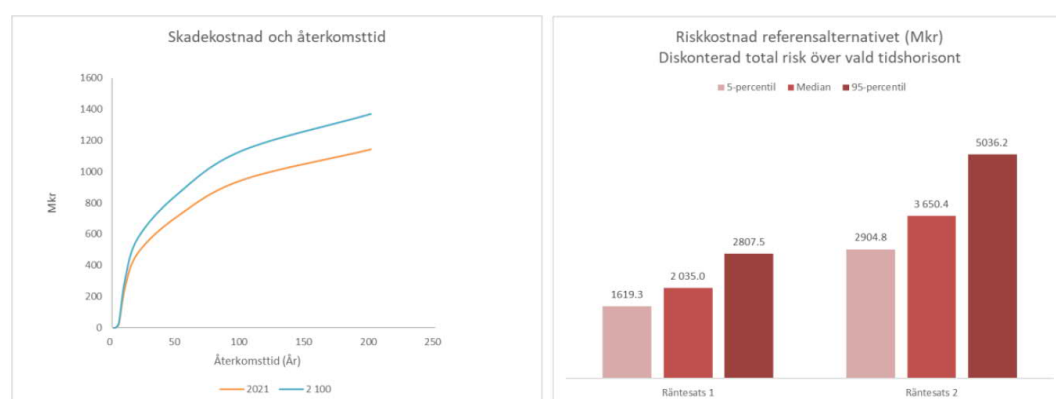 Skadekostnad och återkomsttid
1600
1400
1200
1000
800
600
400
200
0
Mkr
0 50 100 150 200 250
Återkomsttid (År)
2021 2 100
Riskkostnad referensalternativet (Mkr)
Diskonterad total risk över vald tidshorisont
5-percentil Median 95-percentil
5036.2
3 650.4
2904.8
2807.5
2 035.0
1619.3
Räntesats 1 Räntesats 2